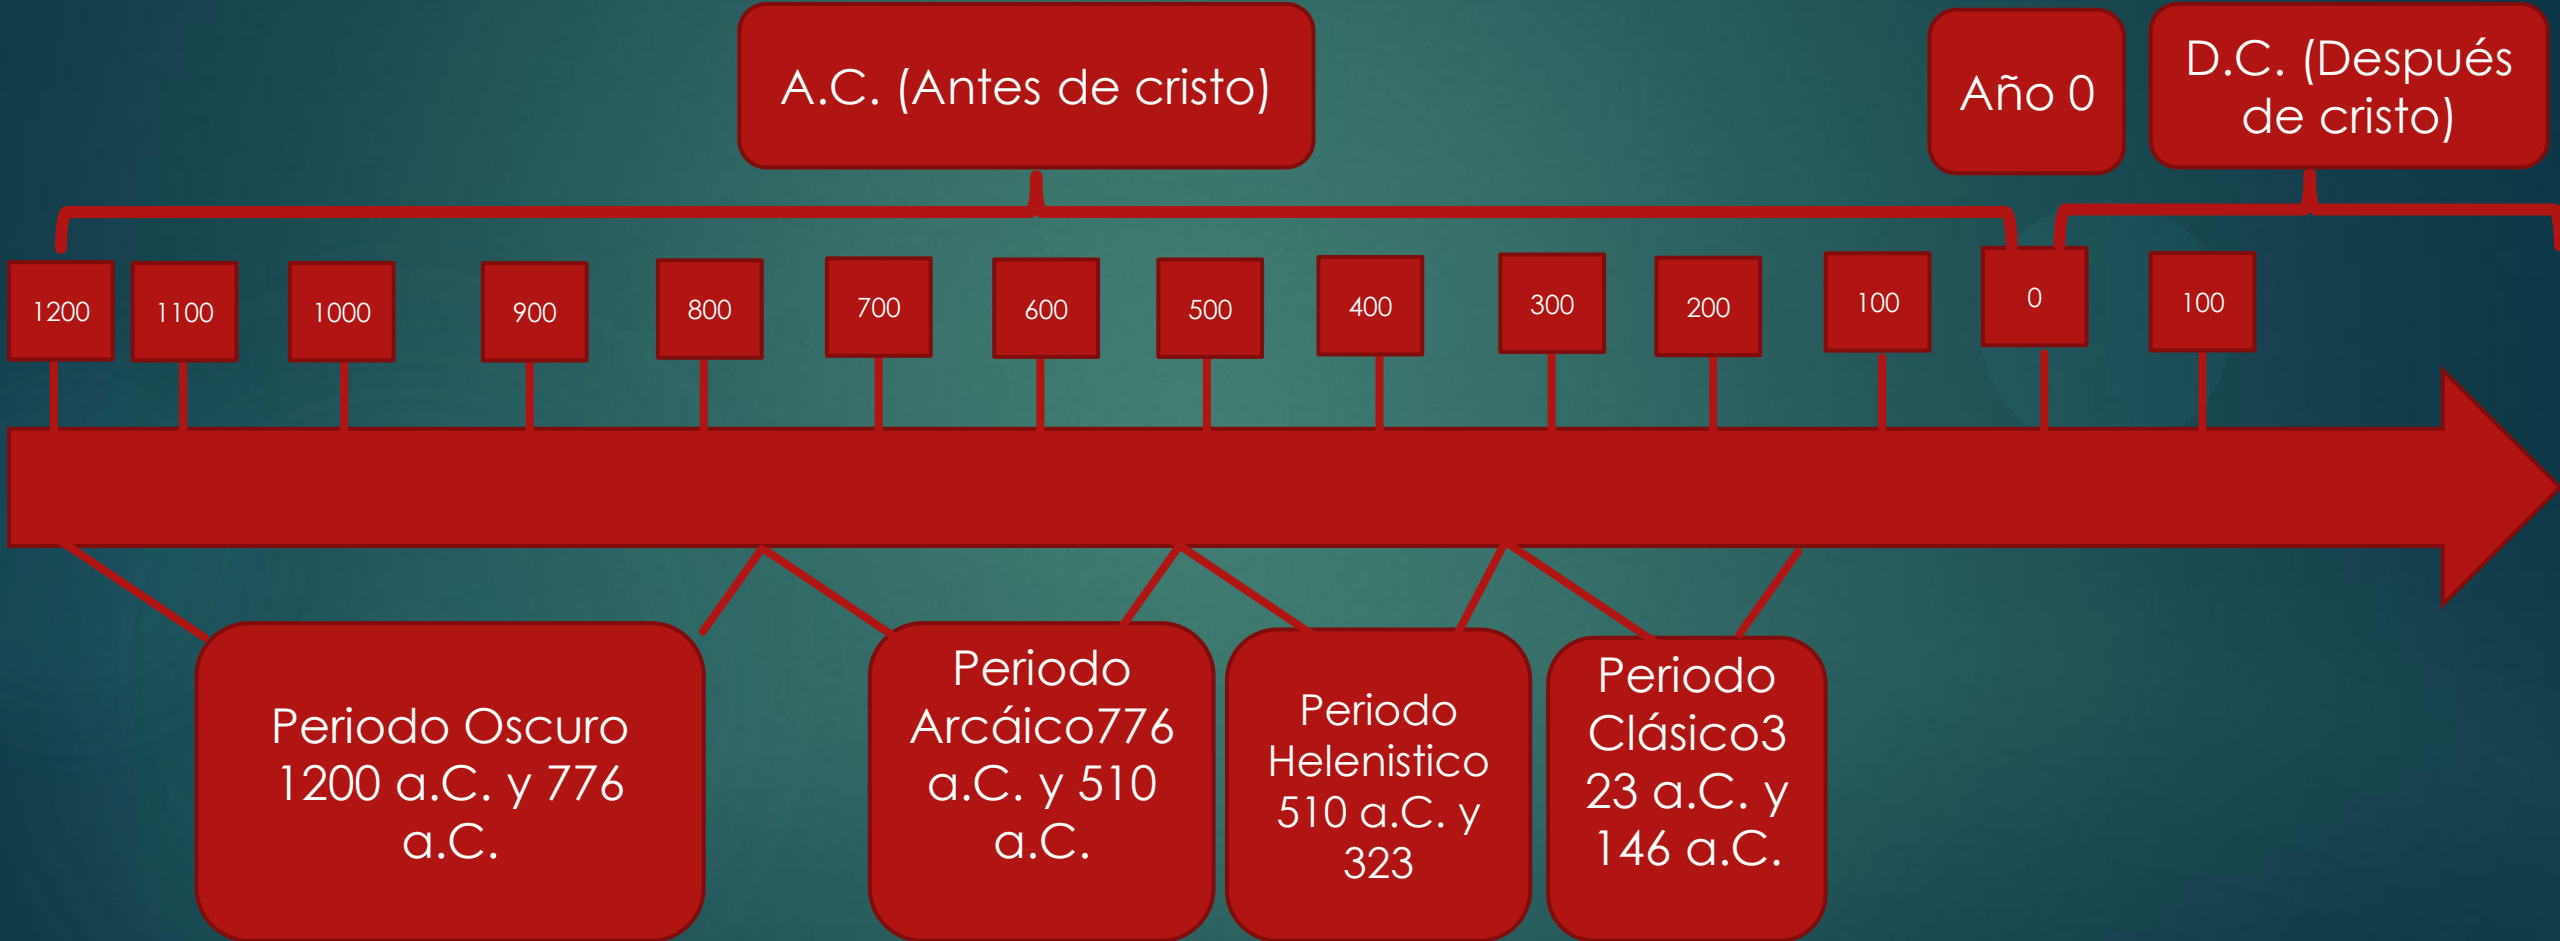 A.C. (Antes de cristo)
Año 0
D.C. (Después
de cristo)
1200
1100
1000
900
800
700
600
500
400
300
200
100
0
100
Periodo Oscuro
1200 a.C. y 776
a.C.
Periodo
Arcáico776
a.C. y 510
a.C.
Periodo
Helenistico
510 a.C. y
323
Periodo
Clásico3
23 a.C. y
146 a.C.